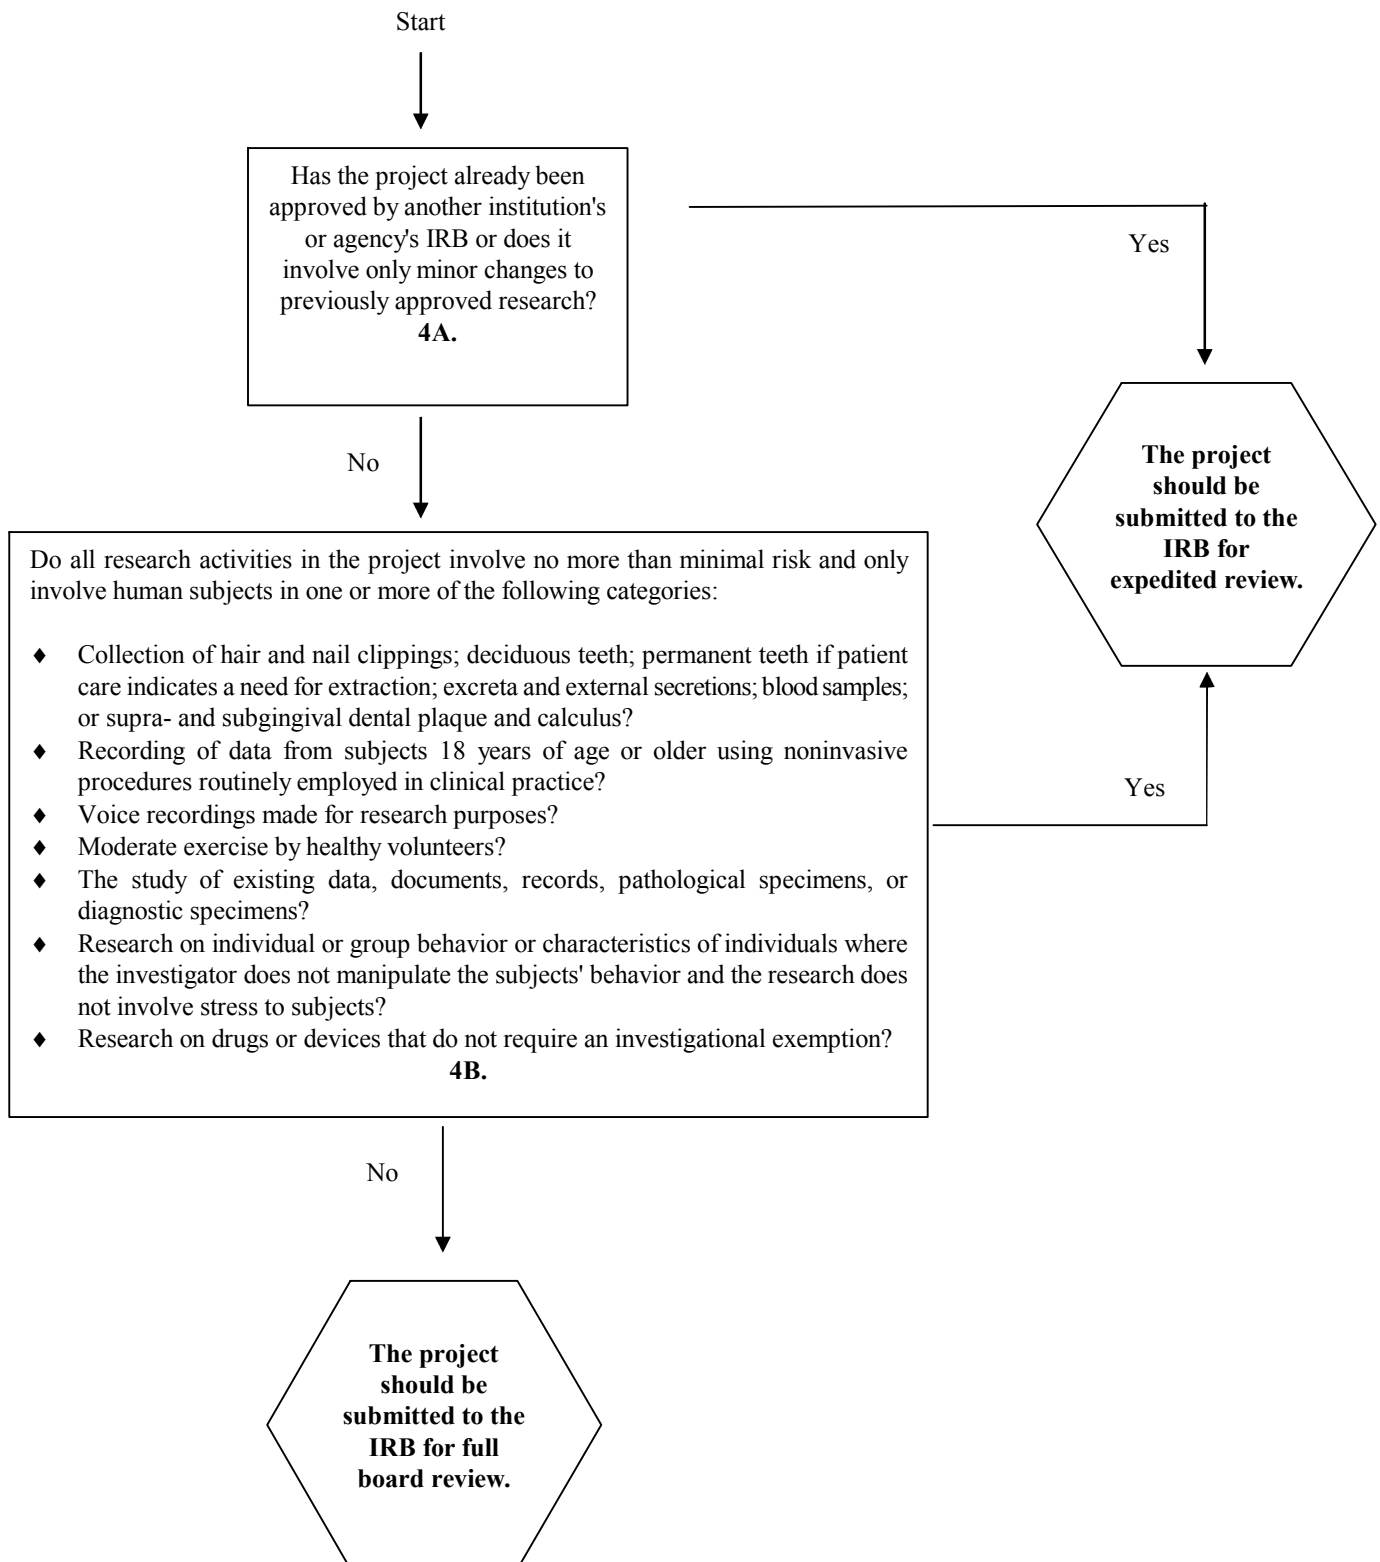 Start
Has the project already been
approved by another institution's
or agency's IRB or does it
involve only minor changes to
previously approved research?
4A.
Yes
No
The project
should be
submitted to the
IRB for
expedited review.
Do all research activities in the project involve no more than minimal risk and only
involve human subjects in one or more of the following categories:
♦ Collection of hair and nail clippings; deciduous teeth; permanent teeth if patient
care indicates a need for extraction; excreta and external secretions; blood samples;
or supra- and subgingival dental plaque and calculus?
♦ Recording of data from subjects 18 years of age or older using noninvasive
procedures routinely employed in clinical practice?
♦ Voice recordings made for research purposes?
♦ Moderate exercise by healthy volunteers?
♦ The study of existing data, documents, records, pathological specimens, or
diagnostic specimens?
♦ Research on individual or group behavior or characteristics of individuals where
the investigator does not manipulate the subjects' behavior and the research does
not involve stress to subjects?
♦ Research on drugs or devices that do not require an investigational exemption?
4B.
Yes
No
The project
should be
submitted to the
IRB for full
board review.